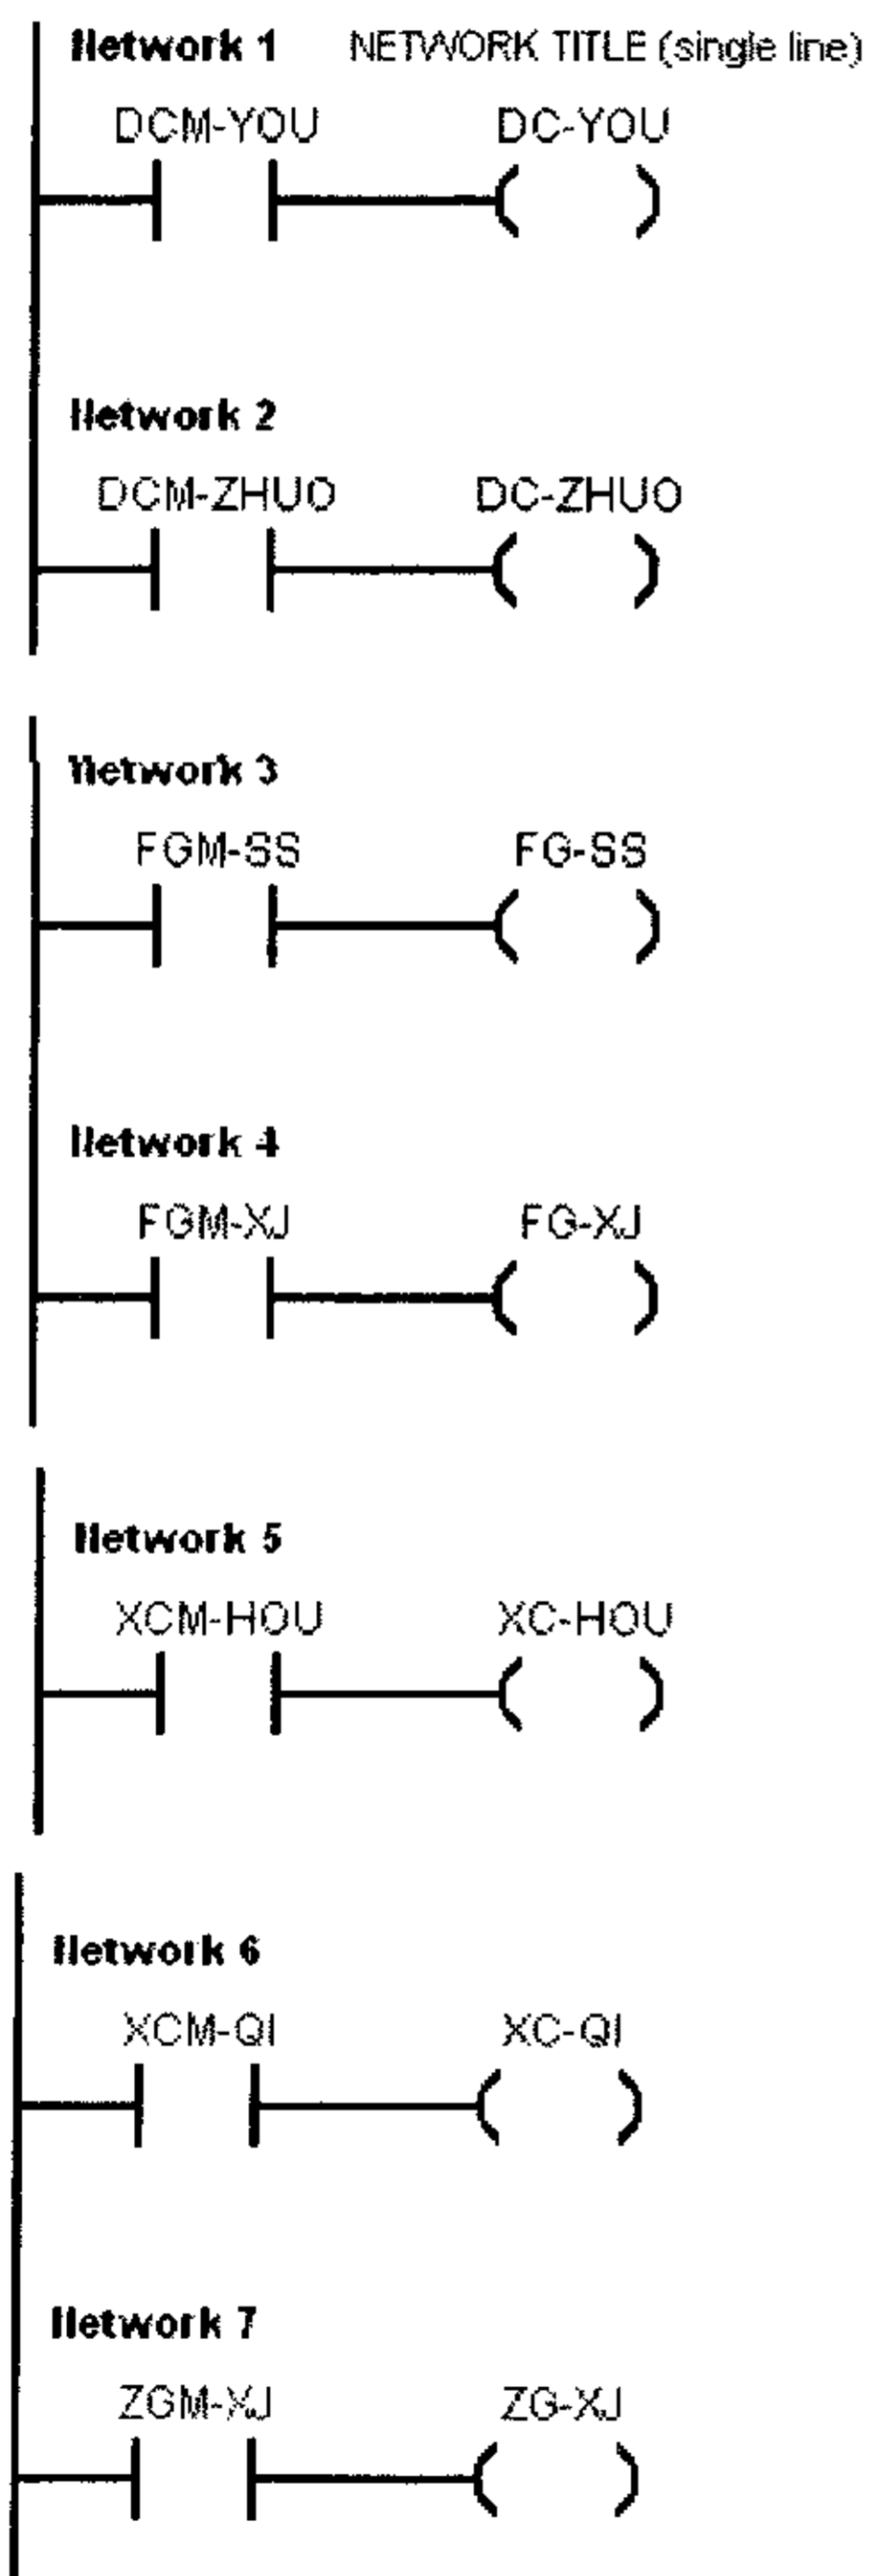 Network 1 NETWORK TITLE (single line)
DCM-YOU DC-YOU
Network 2
DCM-ZHUO DC-ZHUO
Network 3
FGM-SS FG-SS
Network 4
FGM-XJ FG-XJ
Network 5
XCM-HOU XC-HOU
Network 6
XCM-QI XC-QI
Network 7
ZGM-XJ ZG-XJ